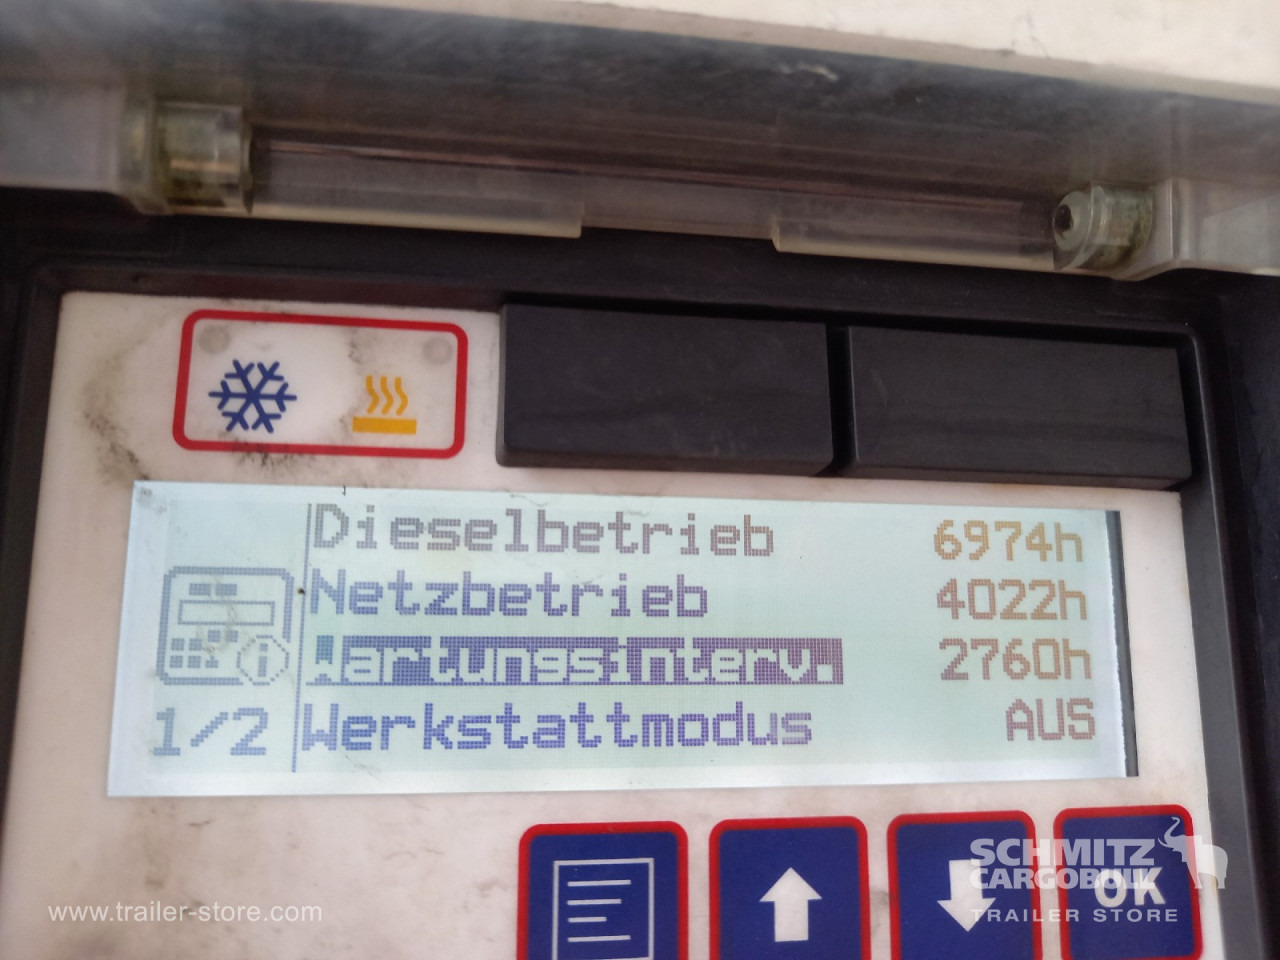 Dieselbetrieb 6974h
Netzbetrieb 4022h
Wartungsinterv. 2760h
Werkstattmodus AUS
1/2
OK
SCHMITZ
CARGOBULL
TRAILER STORE
www.trailer-store.com